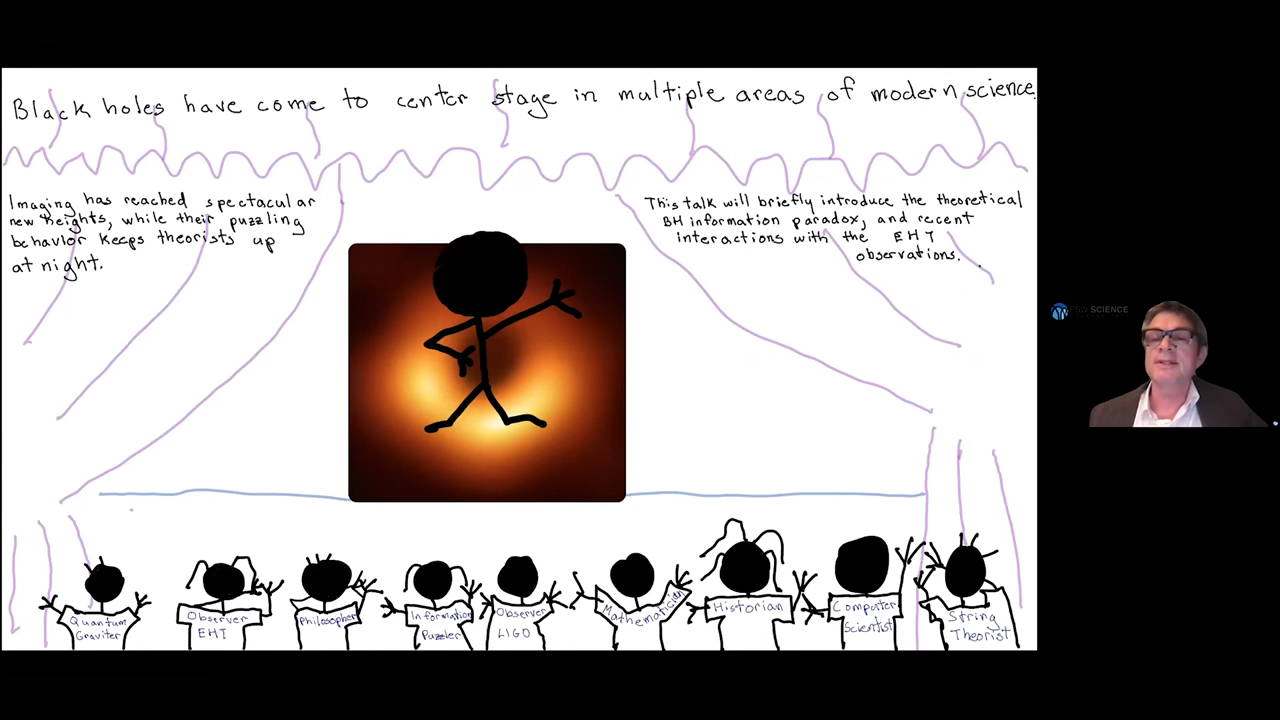 Black holes have come to center stage in multiple areas of modern science.
Imaging has reached spectacular
new heights, while their puzzling
behavior keeps theorists up
at night.
This talk will briefly introduce the theoretical
BH information paradox, and recent
interactions with the EHT
observations.
SCIENCE
Quantum
Graviter
Observer
EHT
Philosopher
Information
Puzzler
Observer
LIGO
Mathematician
Historian
Computer
Scientist
String
Theorist